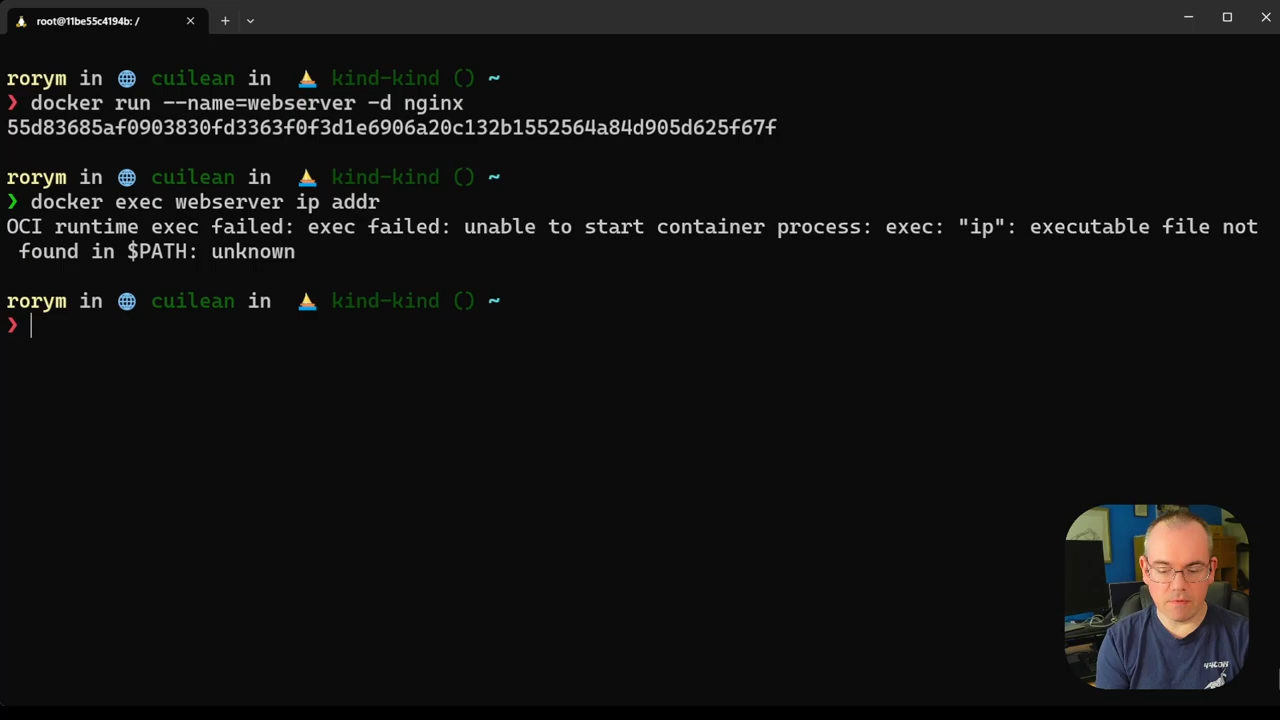 root@11be55c4194b: /
rorym in cuilean in kind-kind () ~
❯ docker run --name=webserver -d nginx
55d83685af0903830fd3363f0f3d1e6906a20c132b1552564a84d905d625f67f
rorym in cuilean in kind-kind () ~
❯ docker exec webserver ip addr
OCI runtime exec failed: exec failed: unable to start container process: exec: "ip": executable file not
found in $PATH: unknown
rorym in cuilean in kind-kind () ~
❯
44CON